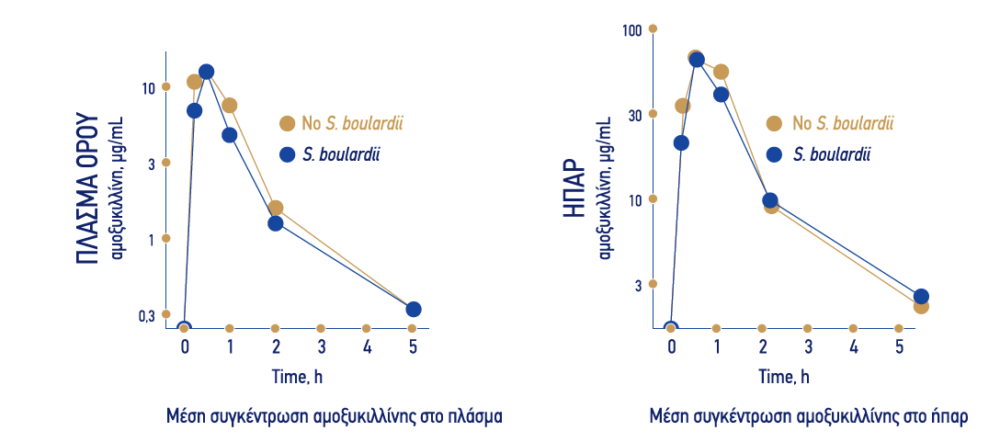 ΠΛΑΣΜΑ ΟΡΟΥ
αμοξυκιλλίνη, μg/mL
10
3
1
0,3
No S. boulardii
S. boulardii
0 1 2 3 4 5
Time, h
Μέση συγκέντρωση αμοξυκιλλίνης στο πλάσμα
ΗΠΑΡ
αμοξυκιλλίνη, μg/mL
100
30
10
3
No S. boulardii
S. boulardii
0 1 2 3 4 5
Time, h
Μέση συγκέντρωση αμοξυκιλλίνης στο ήπαρ